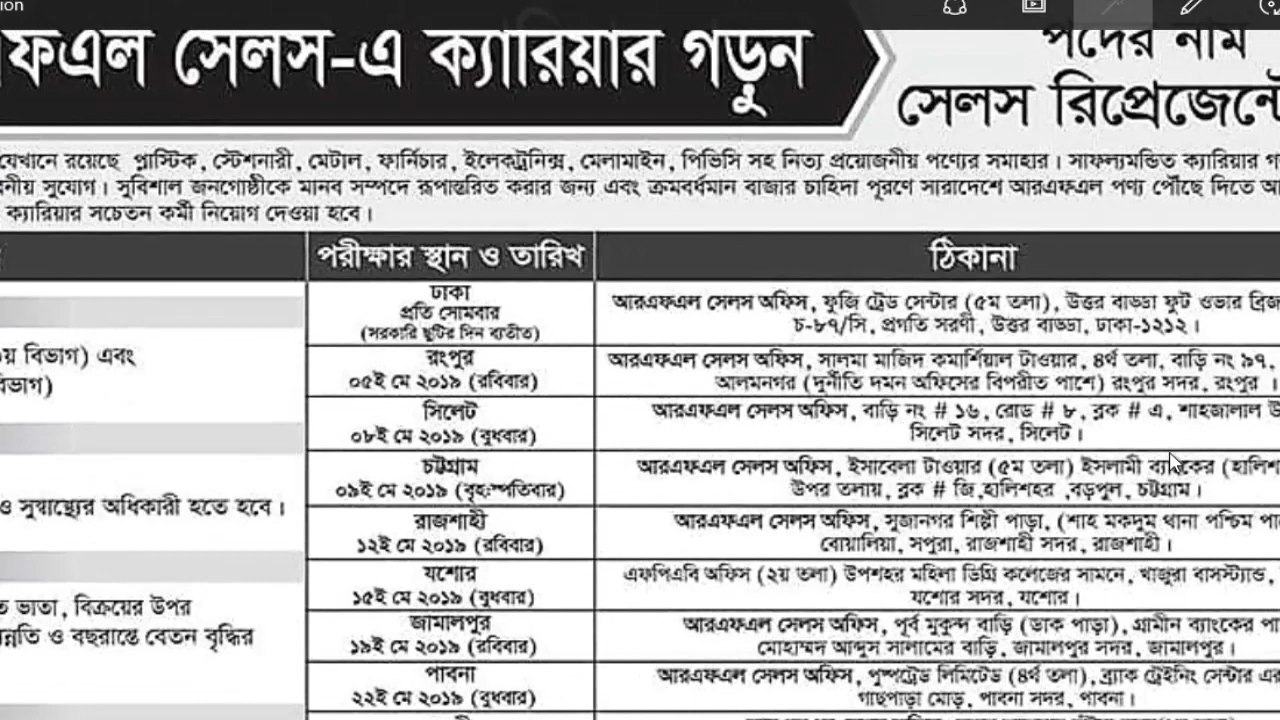 ion
ফএল সেলস-এ ক্যারিয়ার গড়ুন
পদের নাম
সেলস রিপ্রেজেন্টে
যেখানে রয়েছে প্লাস্টিক, স্টেশনারী, মেটাল, ফার্নিচার, ইলেকট্রনিক্স, মেলামাইন, পিভিসি সহ নিত্য প্রয়োজনীয় পণ্যের সমাহার। সাফল্যমন্ডিত ক্যারিয়ার
নীয় সুযোগ। সুবিশাল জনগোষ্ঠীকে মানব সম্পদে রূপান্তরিত করার জন্য এবং ক্রমবর্ধমান বাজার চাহিদা পূরণে সারাদেশে আরএফএল পণ্য পৌঁছে দিতে
ক্যারিয়ার সচেতন কর্মী নিয়োগ দেওয়া হবে।
পরীক্ষার স্থান ও তারিখ
ঠিকানা
ঢাকা
প্রতি সোমবার
(সরকারি ছুটির দিন ব্যতীত)
আরএফএল সেলস অফিস, ফুজি ট্রেড সেন্টার (৫ম তলা), উত্তর বাড্ডা ফুট ওভার ব্রিজ
চ-৮৭/সি, প্রগতি সরণী, উত্তর বাড্ডা, ঢাকা-১২১২।
য় বিভাগ) এবং
বিভাগ)
রংপুর
০৫ই মে ২০১৯ (রবিবার)
আরএফএল সেলস অফিস, সালমা মাজিদ কমার্শিয়াল টাওয়ার, ৪র্থ তলা, বাড়ি নং ৯৭,
আলমনগর (দুর্নীতি দমন অফিসের বিপরীত পাশে) রংপুর সদর, রংপুর ।
সিলেট
০৮ই মে ২০১৯ (বুধবার)
আরএফএল সেলস অফিস, বাড়ি নং # ১৬, রোড # ৮, ব্লক # এ, শাহজালাল উ
সিলেট সদর, সিলেট।
চট্টগ্রাম
০৯ই মে ২০১৯ (বৃহঃস্পতিবার)
আরএফএল সেলস অফিস, ইসাবেলা টাওয়ার (৫ম তলা) ইসলামী ব্যাংকের (হালিশ
উপর তলায়, ব্লক # জি,হালিশহর ,বড়পুল, চট্টগ্রাম।
ও সুস্বাস্থ্যের অধিকারী হতে হবে।
রাজশাহী
১২ই মে ২০১৯ (রবিবার)
আরএফএল সেলস অফিস, সুজানগর শিল্পী পাড়া, (শাহ মকদুম থানা পশ্চিম পা
বোয়ালিয়া, সপুরা, রাজশাহী সদর, রাজশাহী।
যশোর
১৫ই মে ২০১৯ (বুধবার)
এফপিএবি অফিস (২য় তলা) উপশহর মহিলা ডিগ্রি কলেজের সামনে, খাজুরা বাসস্ট্যান্ড,
যশোর সদর, যশোর।
ত ভাতা, বিক্রয়ের উপর
ন্নতি ও বছরান্তে বেতন বৃদ্ধির
জামালপুর
১৯ই মে ২০১৯ (রবিবার)
আরএফএল সেলস অফিস, পূর্ব মুকুন্দ বাড়ি (ডাক পাড়া), গ্রামীন ব্যাংকের পা
মোহাম্মদ আব্দুস সালামের বাড়ি, জামালপুর সদর, জামালপুর।
পাবনা
২২ই মে ২০১৯ (বুধবার)
আরএফএল সেলস অফিস, পুষ্পট্রেড লিমিটেড (৪র্থ তলা), ব্র্যাক ট্রেইনিং সেন্টার এর
গাছপাড়া মোড়, পাবনা সদর, পাবনা।